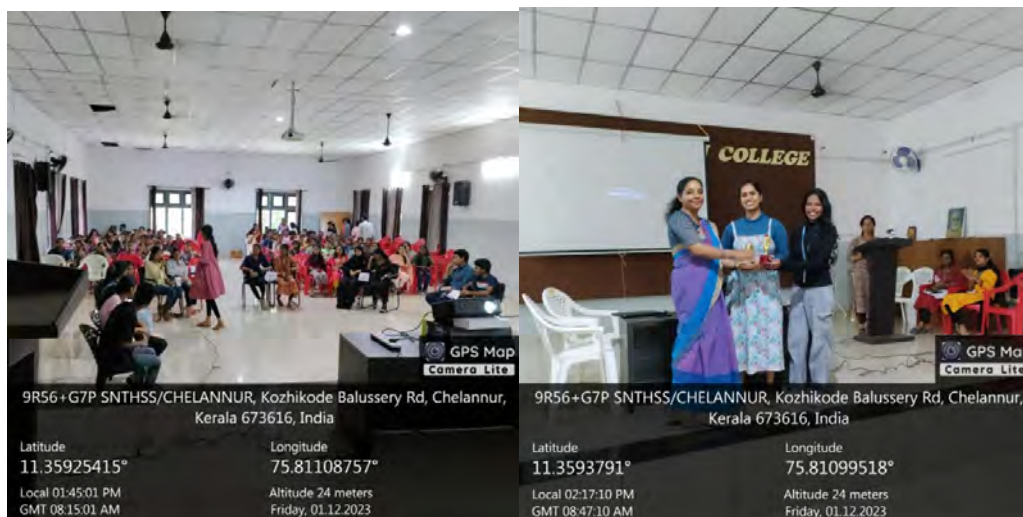 GPS Map
Camera Lite
9R56+G7P SNTHSS/CHELANNUR, Kozhikode Balussery Rd, Chelannur,
Kerala 673616, India
Latitude
11.35925415°
Longitude
75.81108757°
Local 01:45:01 PM
GMT 08:15:01 AM
Altitude 24 meters
Friday, 01.12.2023
COLLEGE
GPS Ma
Camera Lite
9R56+G7P SNTHSS/CHELANNUR, Kozhikode Balussery Rd, Chelannur,
Kerala 673616, India
Latitude
11.3593791°
Longitude
75.81099518°
Local 02:17:10 PM
GMT 08:47:10 AM
Altitude 24 meters
Friday, 01.12.2023